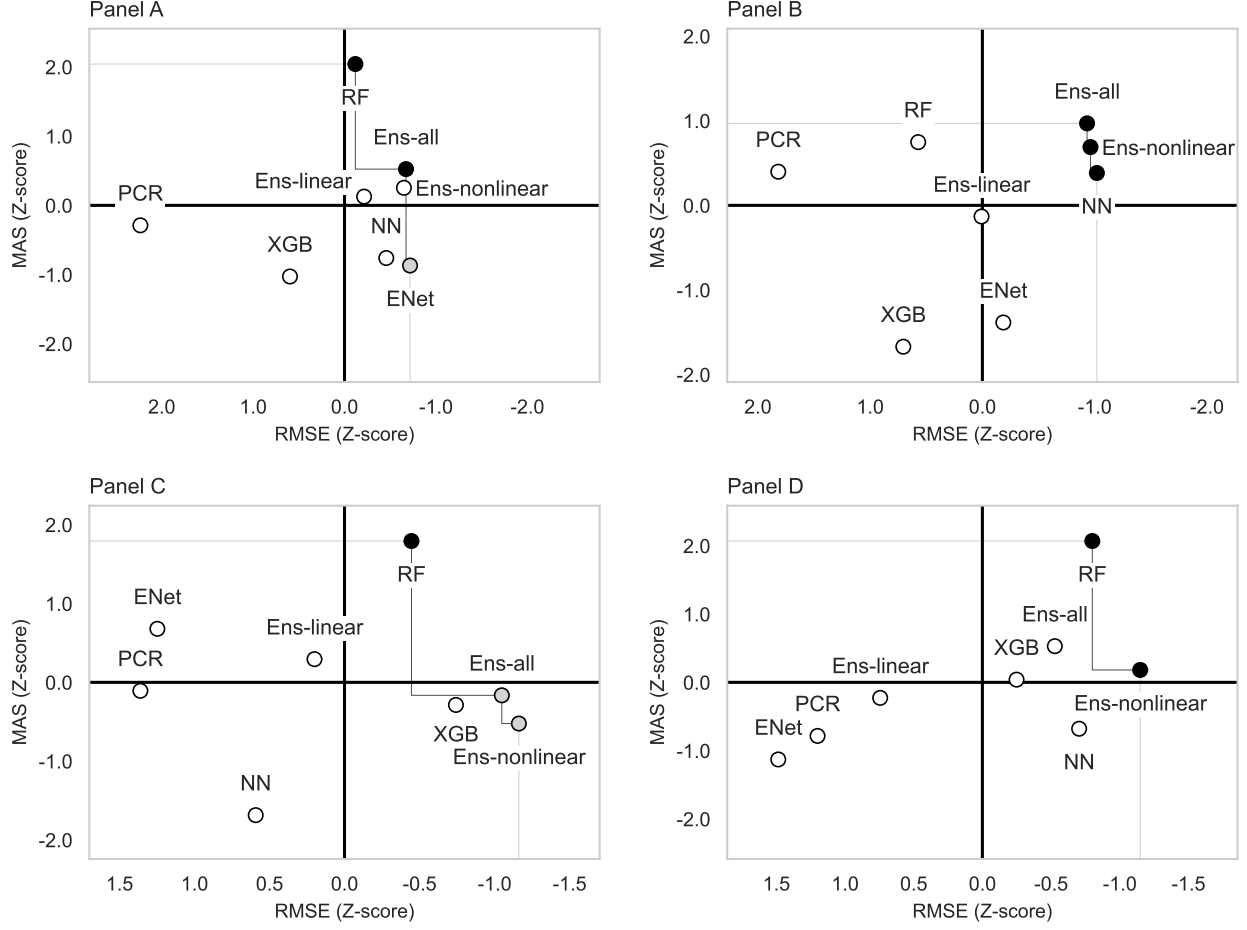 Panel A
MAS (Z-score)
2.0
1.0
0.0
-1.0
-2.0
RF
Ens-all
Ens-linear
Ens-nonlinear
PCR
NN
XGB
ENet
2.0 1.0 0.0 -1.0 -2.0
RMSE (Z-score)
Panel B
MAS (Z-score)
2.0
1.0
0.0
-1.0
-2.0
Ens-all
RF
PCR
Ens-nonlinear
Ens-linear
NN
ENet
XGB
2.0 1.0 0.0 -1.0 -2.0
RMSE (Z-score)
Panel C
MAS (Z-score)
2.0
1.0
0.0
-1.0
-2.0
RF
ENet
Ens-linear
PCR
Ens-all
XGB
Ens-nonlinear
NN
1.5 1.0 0.5 0.0 -0.5 -1.0 -1.5
RMSE (Z-score)
Panel D
MAS (Z-score)
2.0
1.0
0.0
-1.0
-2.0
RF
Ens-all
XGB
Ens-linear
PCR
Ens-nonlinear
ENet
NN
1.5 1.0 0.5 0.0 -0.5 -1.0 -1.5
RMSE (Z-score)